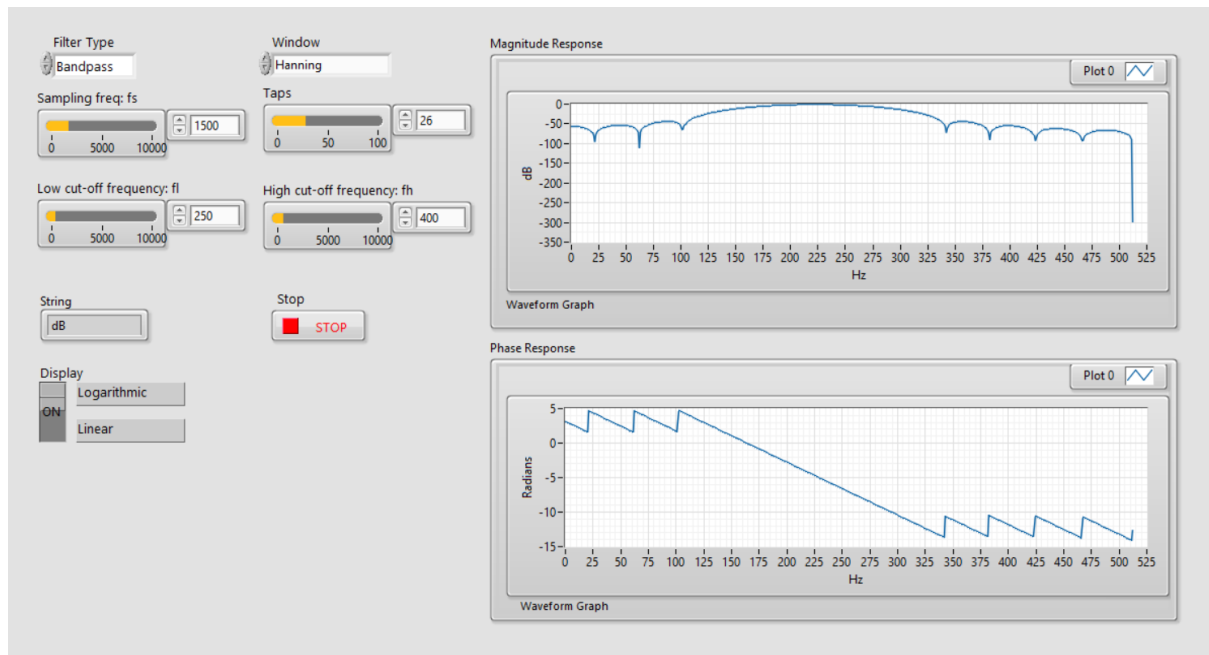 Filter Type
Bandpass
Window
Hanning
Sampling freq: fs
0 5000 10000
1500
Taps
0 50 100
26
Low cut-off frequency: fl
0 5000 10000
250
High cut-off frequency: fh
0 5000 10000
400
String
dB
Stop
STOP
Display
Logarithmic
ON
Linear
Magnitude Response
Plot 0
0
-50
-100
-150
-200
-250
-300
-350
dB
0 25 50 75 100 125 150 175 200 225 250 275 300 325 350 375 400 425 450 475 500 525
Hz
Waveform Graph
Phase Response
Plot 0
5
0
-5
-10
-15
Radians
0 25 50 75 100 125 150 175 200 225 250 275 300 325 350 375 400 425 450 475 500 525
Hz
Waveform Graph